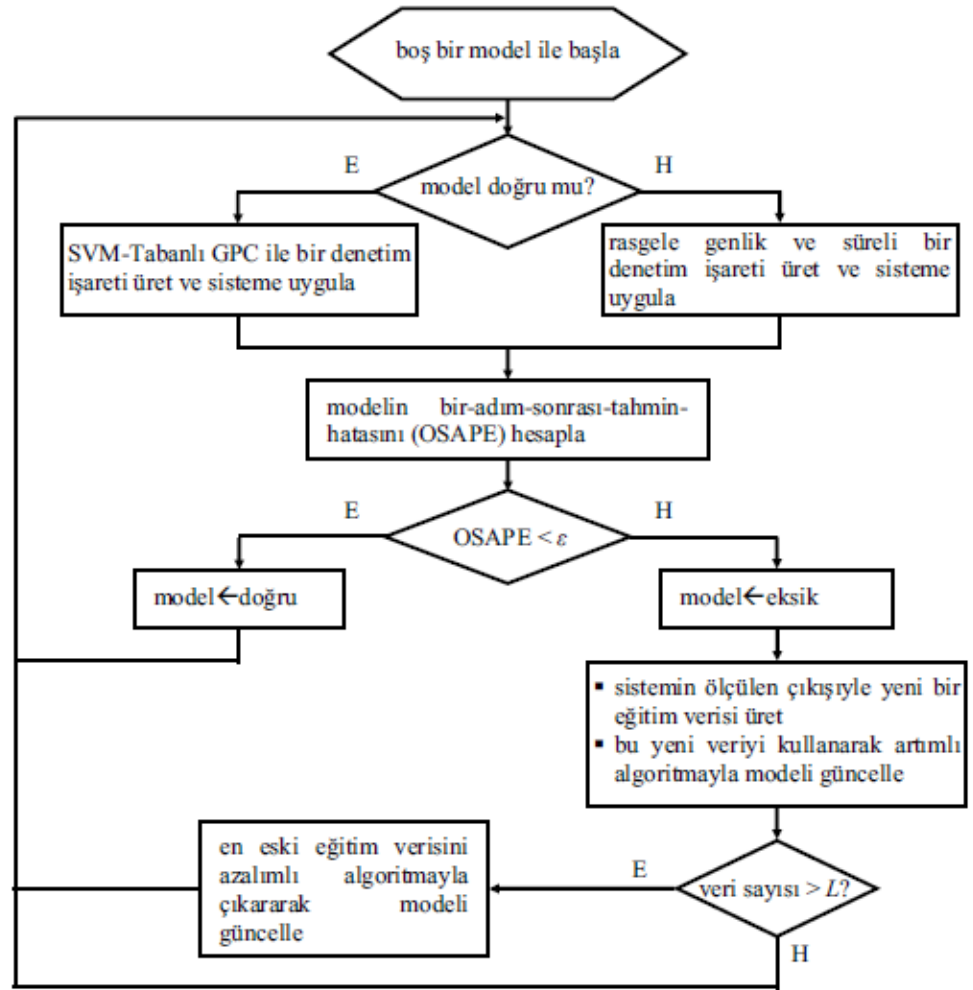 boş bir model ile başla
E
H
model doğru mu?
SVM-Tabanlı GPC ile bir denetim
işareti üret ve sisteme uygula
rasgele genlik ve süreli bir
denetim işareti üret ve sisteme
uygula
modelin bir-adım-sonrası-tahmin-
hatasını (OSAPE) hesapla
E
H
OSAPE < ε
model←doğru
model←eksik
▪ sistemin ölçülen çıkışıyle yeni bir
eğitim verisi üret
▪ bu yeni veriyi kullanarak artımlı
algoritmayla modeli güncelle
en eski eğitim verisini
azalımlı algoritmayla
çıkararak modeli
güncelle
E
veri sayısı > L?
H